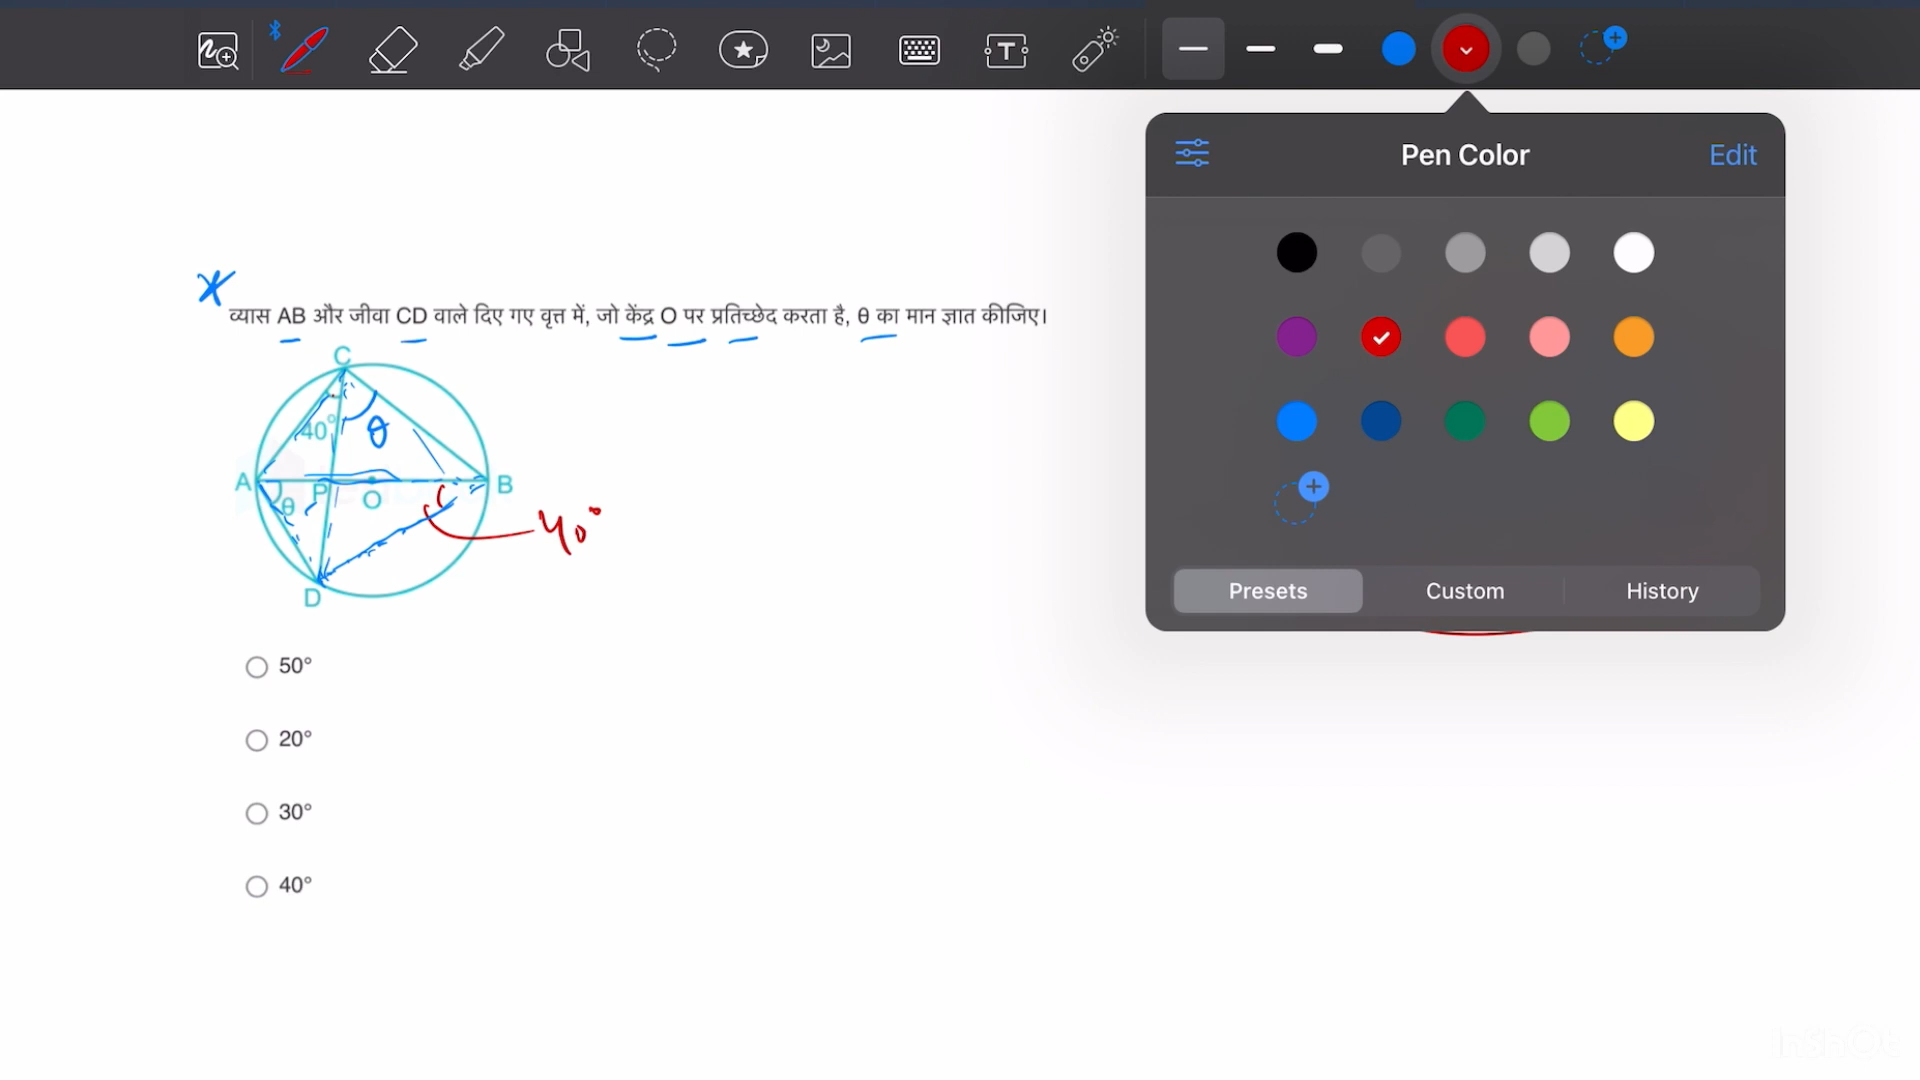 T
Pen Color
Edit
व्यास AB और जीवा CD वाले दिए गए वृत्त में, जो केंद्र O पर प्रतिच्छेद करता है, θ का मान ज्ञात कीजिए।
C
40°
θ
A
θ
P
O
B
40°
D
Presets
Custom
History
50°
20°
30°
40°